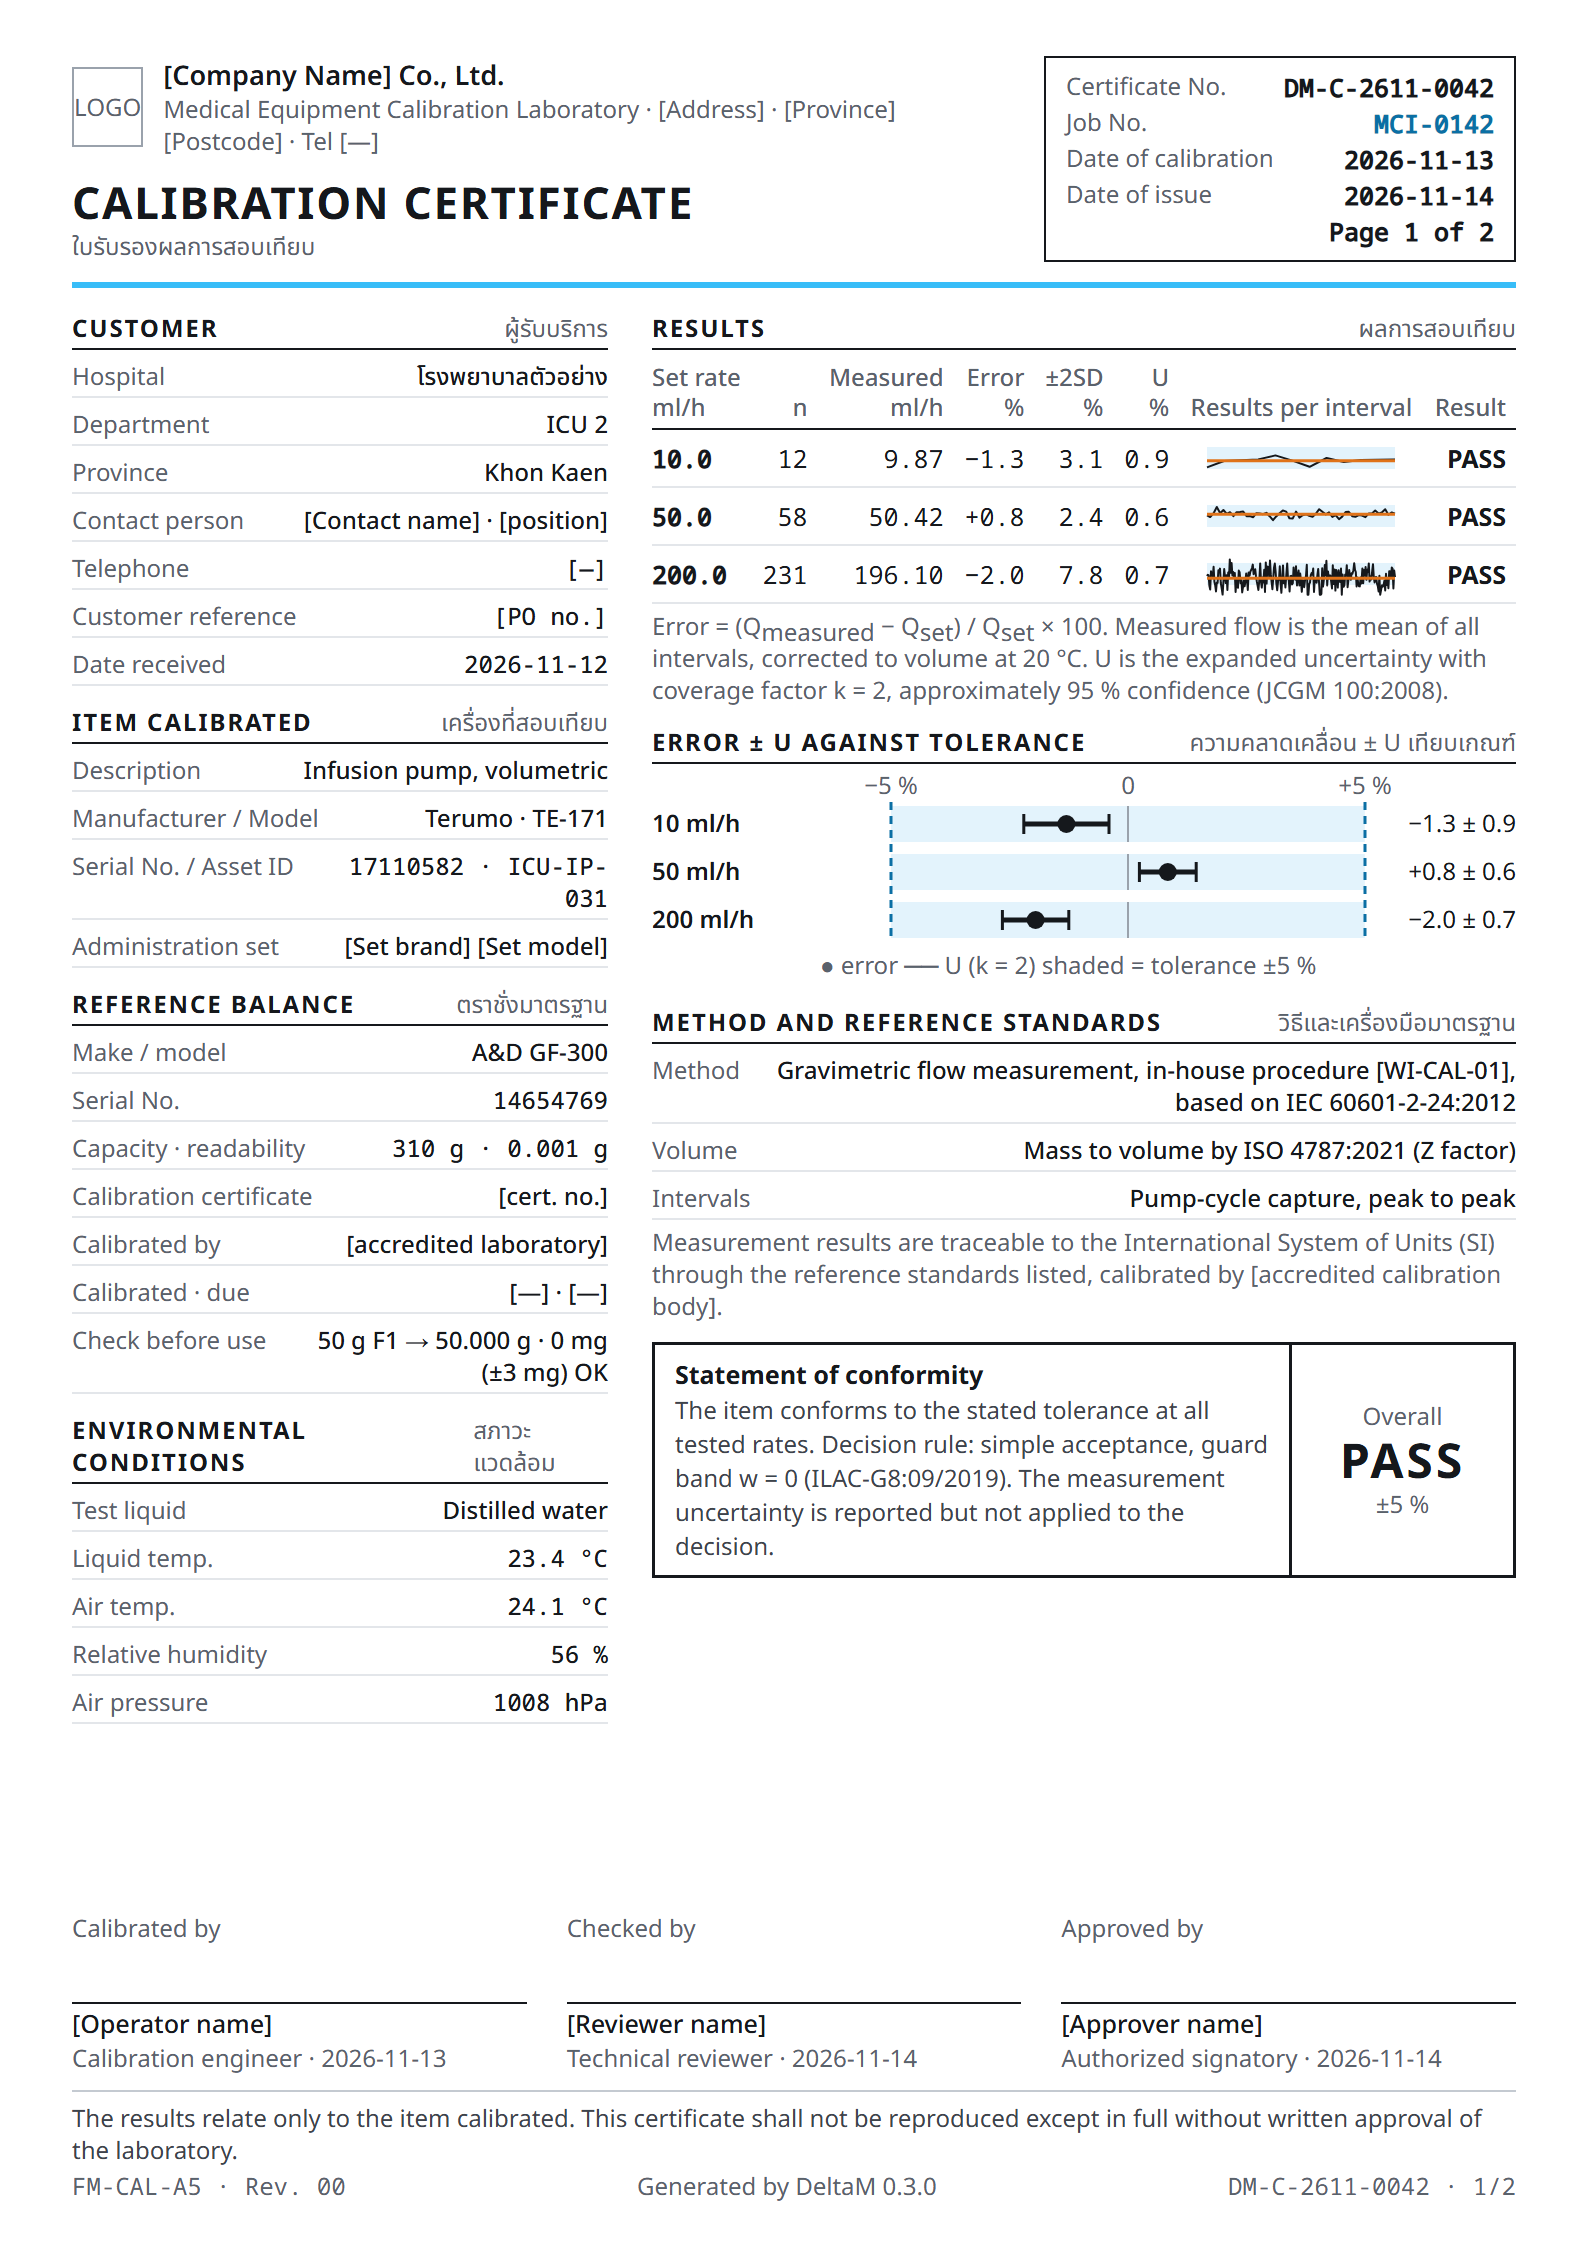 LOGO
[Company Name] Co., Ltd.
Medical Equipment Calibration Laboratory · [Address] · [Province]
[Postcode] · Tel [—]
CALIBRATION CERTIFICATE
ใบรับรองผลการสอบเทียบ
Certificate No. DM-C-2611-0042
Job No. MCI-0142
Date of calibration 2026-11-13
Date of issue 2026-11-14
Page 1 of 2
CUSTOMER ผู้รับบริการ
Hospital โรงพยาบาลตัวอย่าง
Department ICU 2
Province Khon Kaen
Contact person [Contact name] · [position]
Telephone [—]
Customer reference [PO no.]
Date received 2026-11-12
ITEM CALIBRATED เครื่องที่สอบเทียบ
Description Infusion pump, volumetric
Manufacturer / Model Terumo · TE-171
Serial No. / Asset ID 17110582 · ICU-IP-
031
Administration set [Set brand] [Set model]
REFERENCE BALANCE ตราชั่งมาตรฐาน
Make / model A&D GF-300
Serial No. 14654769
Capacity · readability 310 g · 0.001 g
Calibration certificate [cert. no.]
Calibrated by [accredited laboratory]
Calibrated · due [—] · [—]
Check before use 50 g F1 → 50.000 g · 0 mg
(±3 mg) OK
ENVIRONMENTAL สภาวะ
CONDITIONS แวดล้อม
Test liquid Distilled water
Liquid temp. 23.4 °C
Air temp. 24.1 °C
Relative humidity 56 %
Air pressure 1008 hPa
RESULTS ผลการสอบเทียบ
Set rate Measured Error ±2SD U
ml/h n ml/h % % % Results per interval Result
10.0 12 9.87 −1.3 3.1 0.9 PASS
50.0 58 50.42 +0.8 2.4 0.6 PASS
200.0 231 196.10 −2.0 7.8 0.7 PASS
Error = (Qmeasured − Qset) / Qset × 100. Measured flow is the mean of all
intervals, corrected to volume at 20 °C. U is the expanded uncertainty with
coverage factor k = 2, approximately 95 % confidence (JCGM 100:2008).
ERROR ± U AGAINST TOLERANCE ความคลาดเคลื่อน ± U เทียบเกณฑ์
−5 % 0 +5 %
10 ml/h −1.3 ± 0.9
50 ml/h +0.8 ± 0.6
200 ml/h −2.0 ± 0.7
● error —— U (k = 2) shaded = tolerance ±5 %
METHOD AND REFERENCE STANDARDS วิธีและเครื่องมือมาตรฐาน
Method Gravimetric flow measurement, in-house procedure [WI-CAL-01],
based on IEC 60601-2-24:2012
Volume Mass to volume by ISO 4787:2021 (Z factor)
Intervals Pump-cycle capture, peak to peak
Measurement results are traceable to the International System of Units (SI)
through the reference standards listed, calibrated by [accredited calibration
body].
Statement of conformity
The item conforms to the stated tolerance at all
tested rates. Decision rule: simple acceptance, guard
band w = 0 (ILAC-G8:09/2019). The measurement
uncertainty is reported but not applied to the
decision.
Overall
PASS
±5 %
Calibrated by Checked by Approved by
[Operator name] [Reviewer name] [Approver name]
Calibration engineer · 2026-11-13 Technical reviewer · 2026-11-14 Authorized signatory · 2026-11-14
The results relate only to the item calibrated. This certificate shall not be reproduced except in full without written approval of
the laboratory.
FM-CAL-A5 · Rev. 00 Generated by DeltaM 0.3.0 DM-C-2611-0042 · 1/2